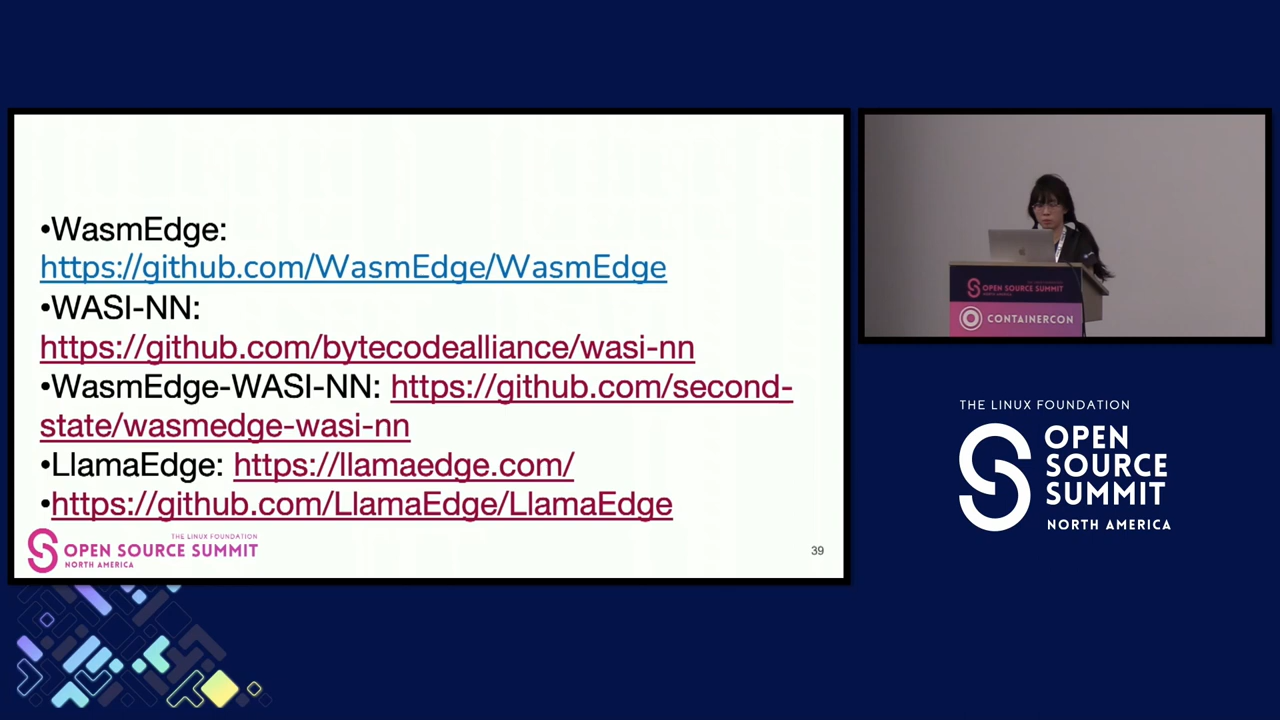 •WasmEdge:
https://github.com/WasmEdge/WasmEdge
•WASI-NN:
https://github.com/bytecodealliance/wasi-nn
•WasmEdge-WASI-NN: https://github.com/second-
state/wasmedge-wasi-nn
•LlamaEdge: https://llamaedge.com/
•https://github.com/LlamaEdge/LlamaEdge
THE LINUX FOUNDATION
OPEN SOURCE SUMMIT
NORTH AMERICA
39
OPEN SOURCE SUMMIT
CONTAINERCON
THE LINUX FOUNDATION
OPEN
SOURCE
SUMMIT
NORTH AMERICA